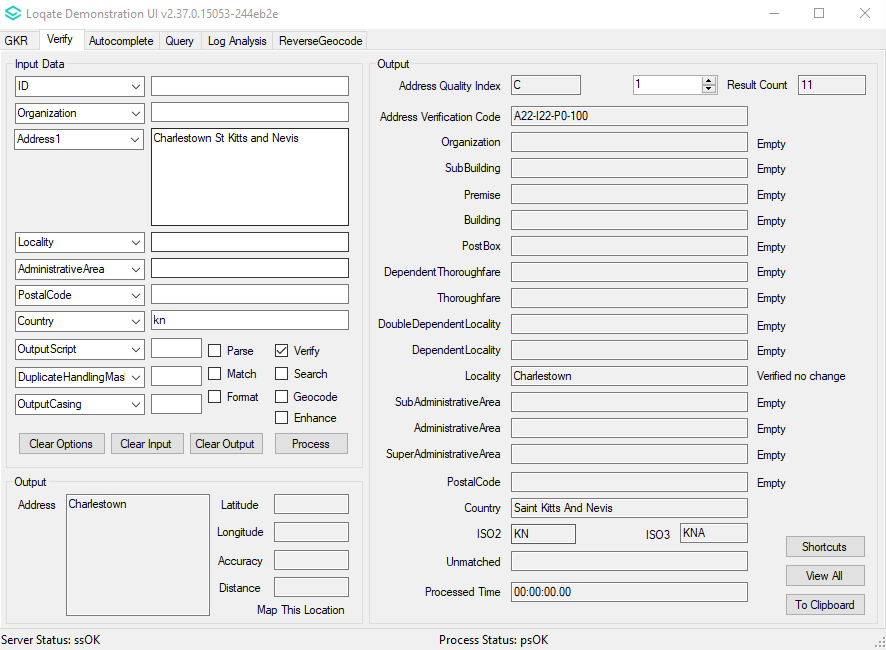 Loqate Demonstration UI v2.37.0.15053-244eb2e
GKR Verify Autocomplete Query Log Analysis ReverseGeocode
Input Data
ID
Organization
Address1 Charlestown St Kitts and Nevis
Locality
AdministrativeArea
PostalCode
Country kn
OutputScript Parse Verify
DuplicateHandlingMas Match Search
OutputCasing Format Geocode
Enhance
Clear Options Clear Input Clear Output Process
Output
Address Charlestown Latitude
Longitude
Accuracy
Distance
Map This Location
Output
Address Quality Index C 1 Result Count 11
Address Verification Code A22-I22-P0-100
Organization Empty
SubBuilding Empty
Premise Empty
Building Empty
PostBox Empty
DependentThoroughfare Empty
Thoroughfare Empty
DoubleDependentLocality Empty
DependentLocality Empty
Locality Charlestown Verified no change
SubAdministrativeArea Empty
AdministrativeArea Empty
SuperAdministrativeArea Empty
PostalCode Empty
Country Saint Kitts And Nevis
ISO2 KN ISO3 KNA
Unmatched
Processed Time 00:00:00.00
Shortcuts
View All
To Clipboard
Server Status: ssOK Process Status: psOK